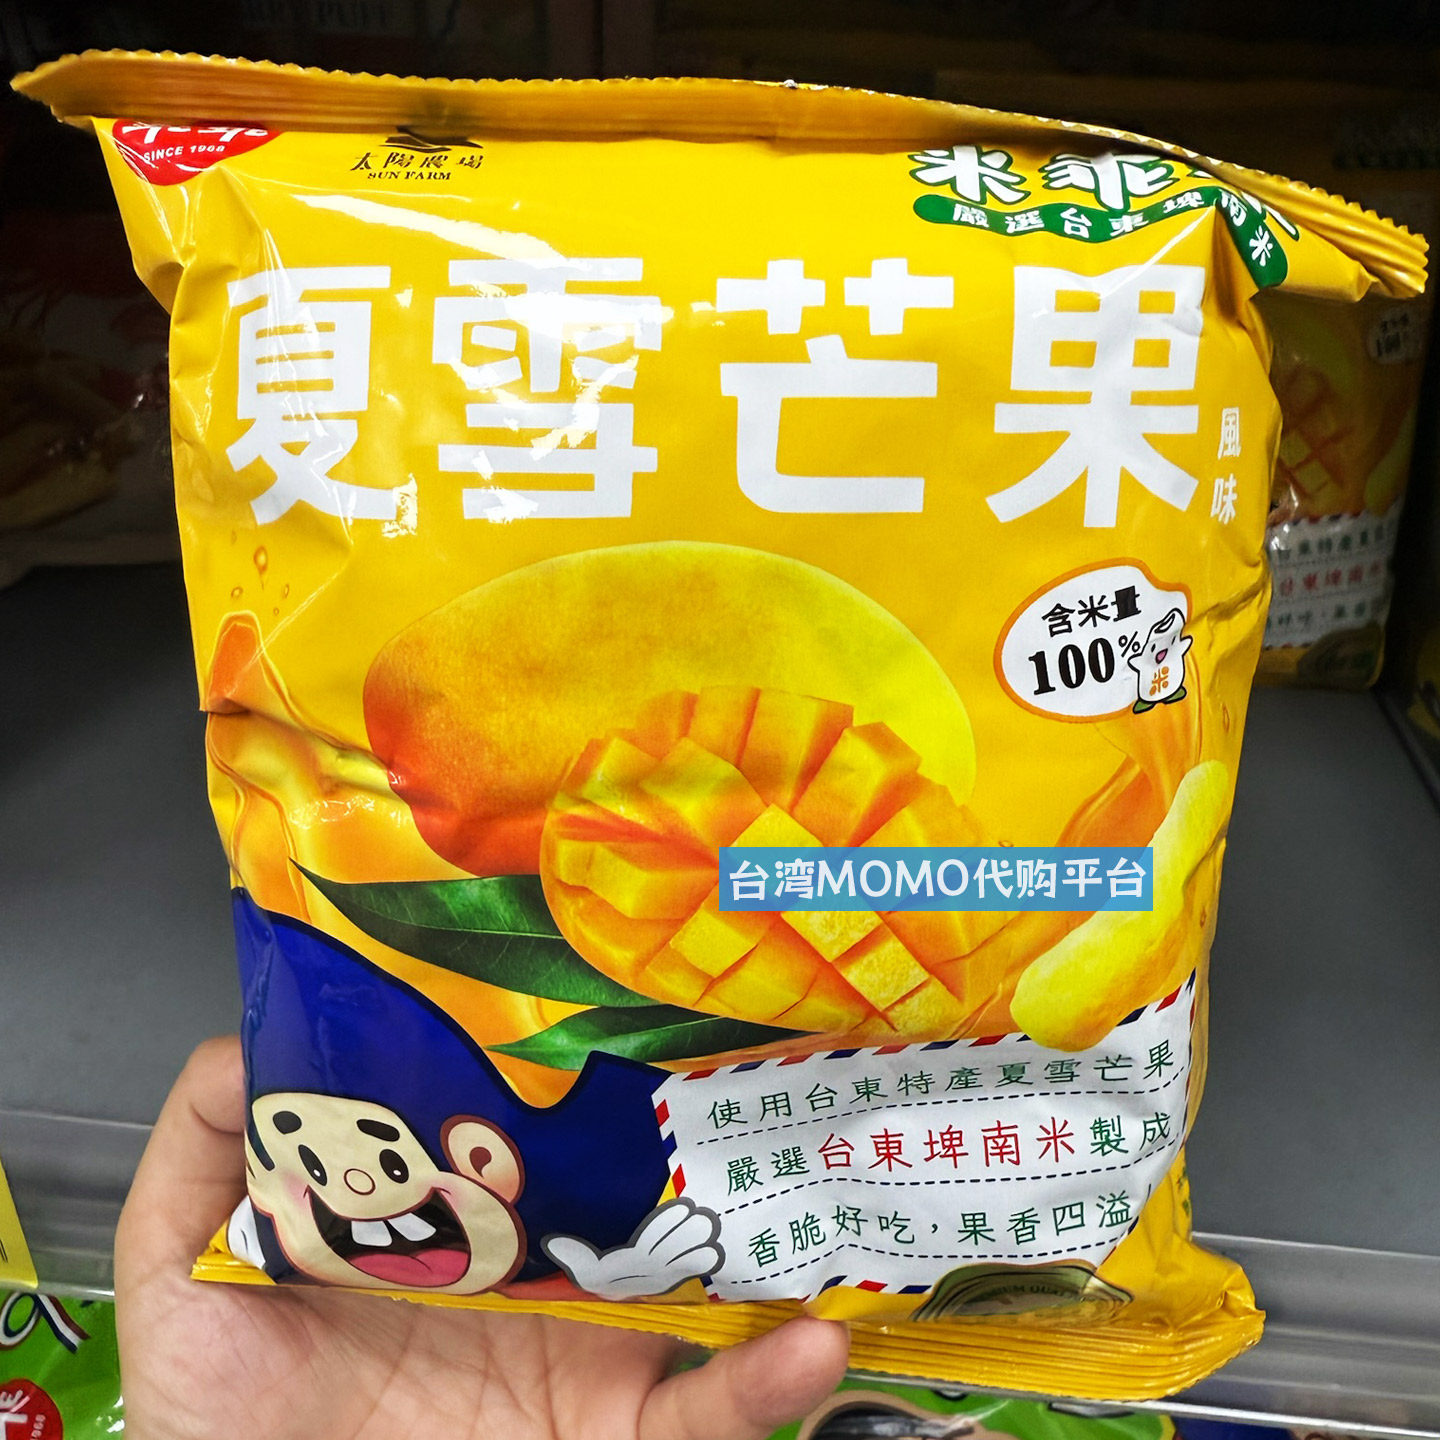 乖乖
SINCE 1968
太陽農場
SUN FARM
米乖乖
嚴選台東埤南米
夏雪芒果
風味
含米量
100%
米
台湾MOMO代购平台
使用台東特產夏雪芒果
嚴選台東埤南米製成
香脆好吃，果香四溢